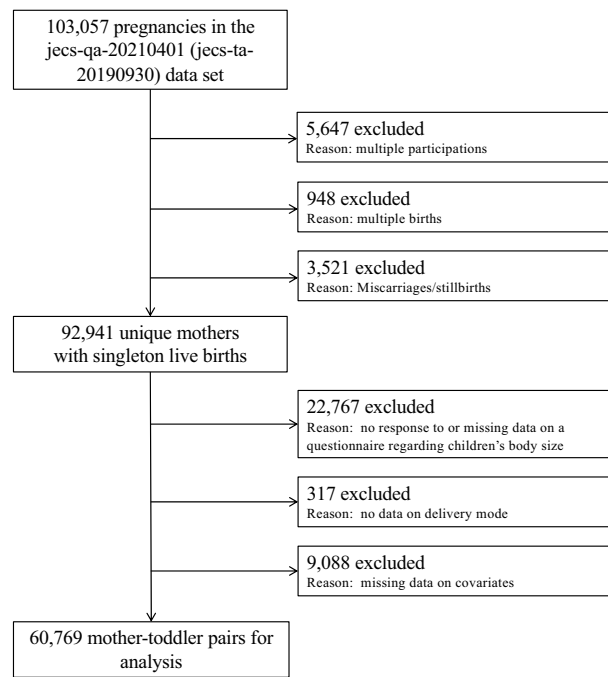 103,057 pregnancies in the
jecs-qa-20210401 (jecs-ta-
20190930) data set
5,647 excluded
Reason: multiple participations
948 excluded
Reason: multiple births
3,521 excluded
Reason: Miscarriages/stillbirths
92,941 unique mothers
with singleton live births
22,767 excluded
Reason:  no response to or missing data on a
questionnaire regarding children's body size
317 excluded
Reason:  no data on delivery mode
9,088 excluded
Reason:  missing data on covariates
60,769 mother-toddler pairs for
analysis